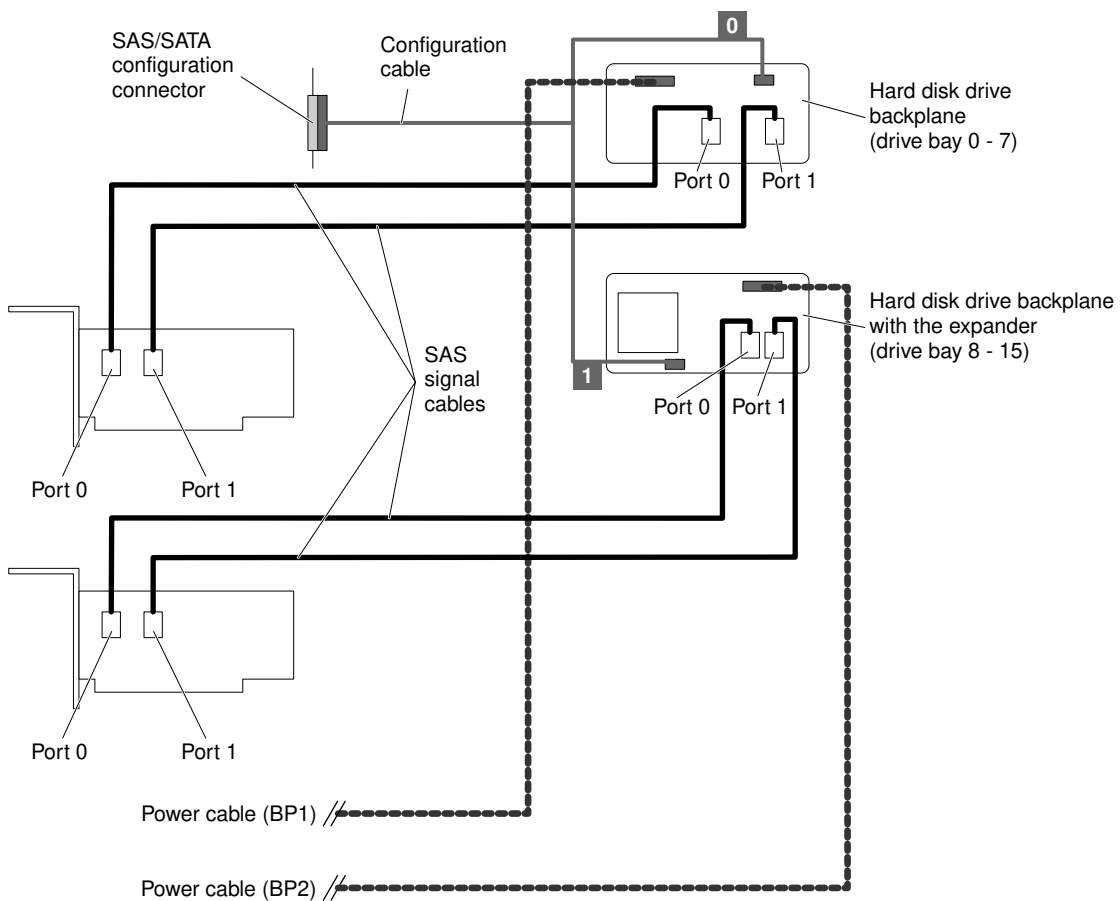 0
SAS/SATA
configuration
connector
Configuration
cable
Hard disk drive
backplane
(drive bay 0 - 7)
Port 0
Port 1
Hard disk drive backplane
with the expander
(drive bay 8 - 15)
SAS
signal
cables
1
Port 0
Port 1
Port 0
Port 1
Port 0
Port 1
Power cable (BP1)
Power cable (BP2)